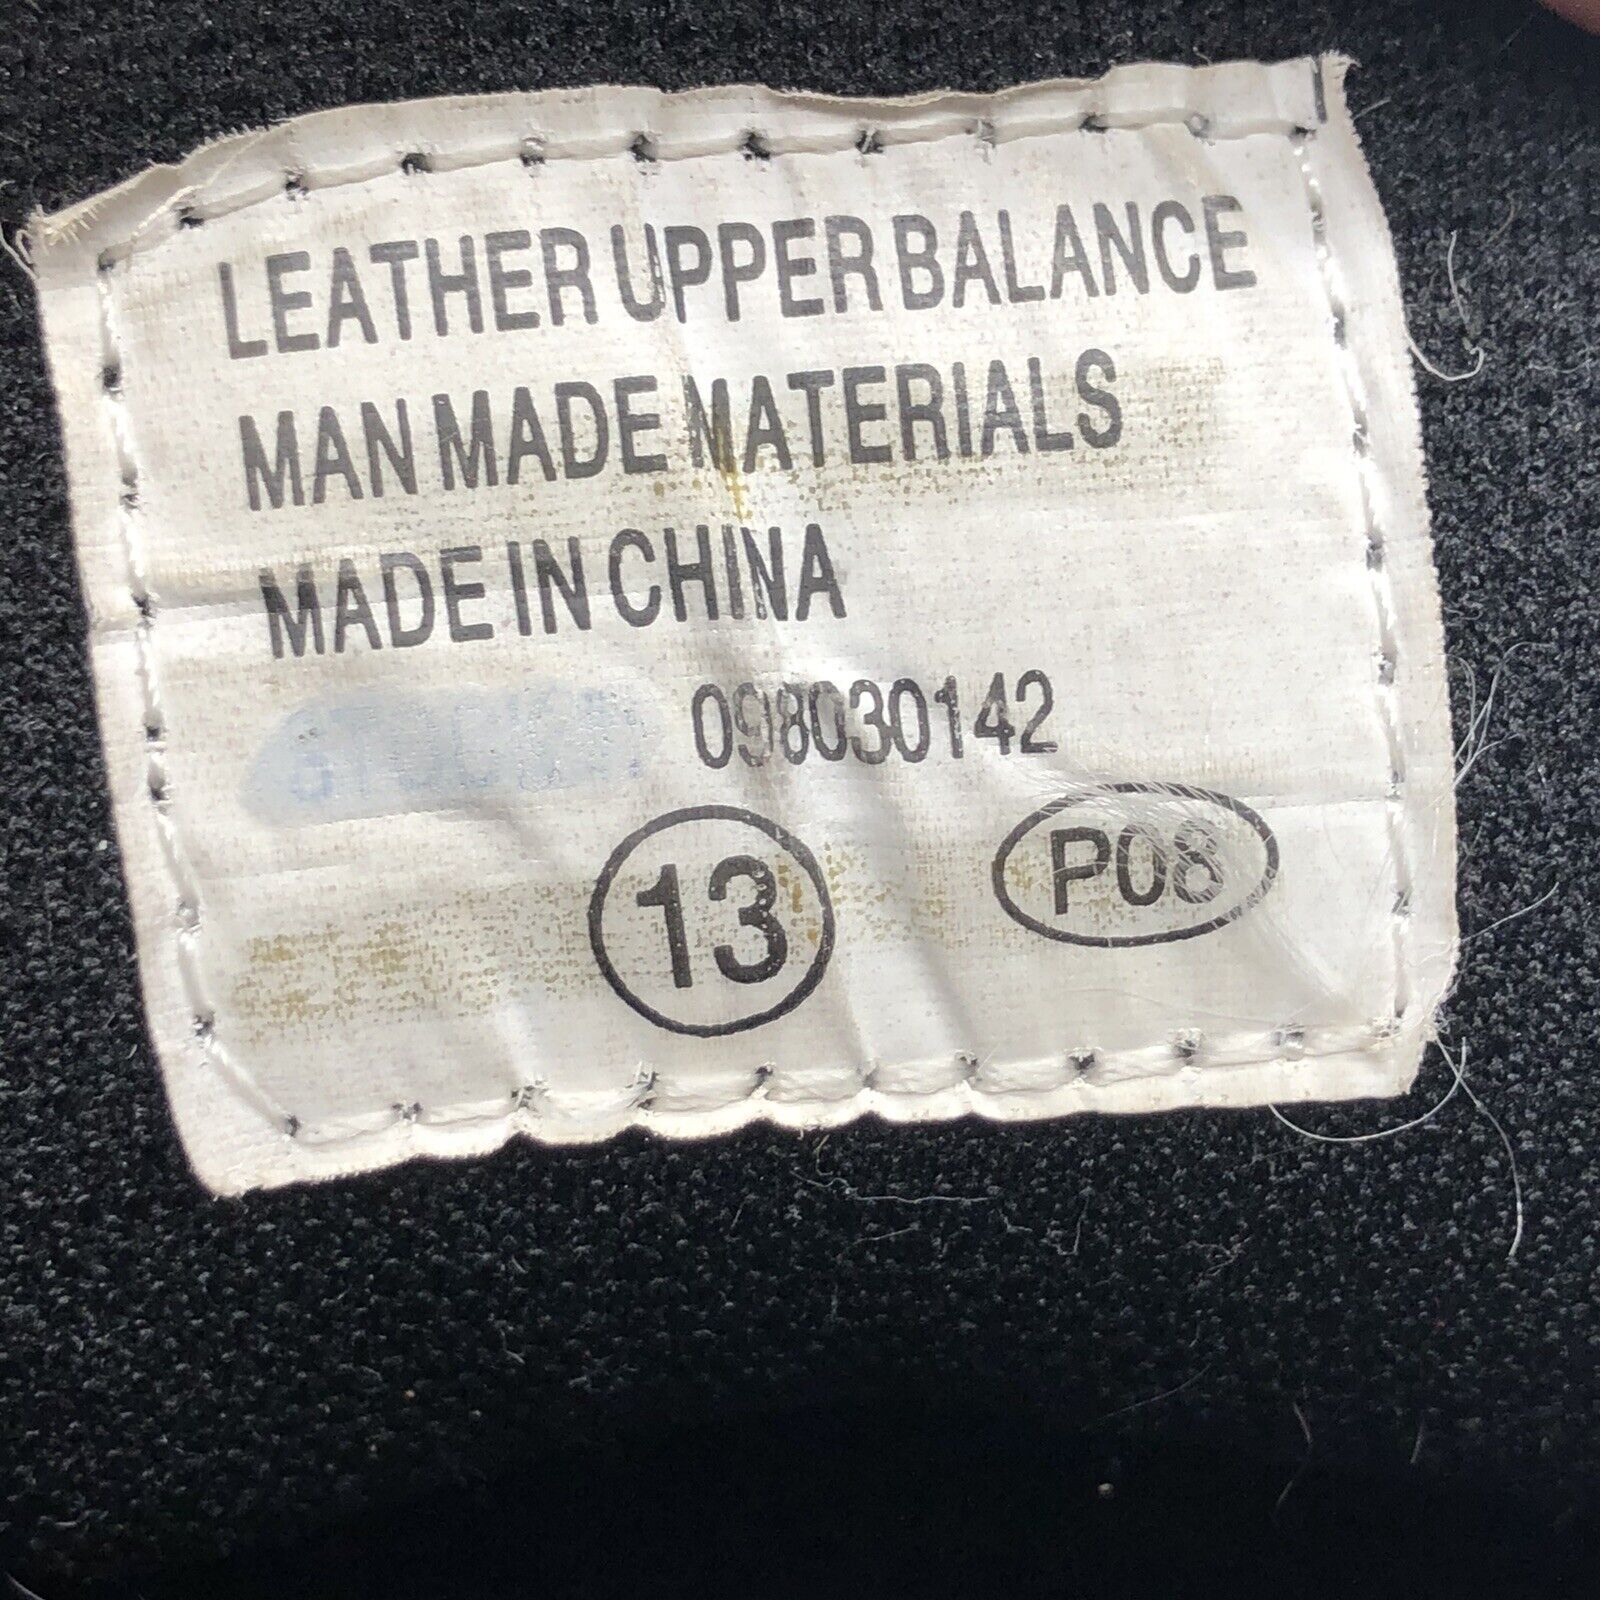 LEATHER UPPER BALANCE
MAN MADE MATERIALS
MADE IN CHINA
098030142
13
P08